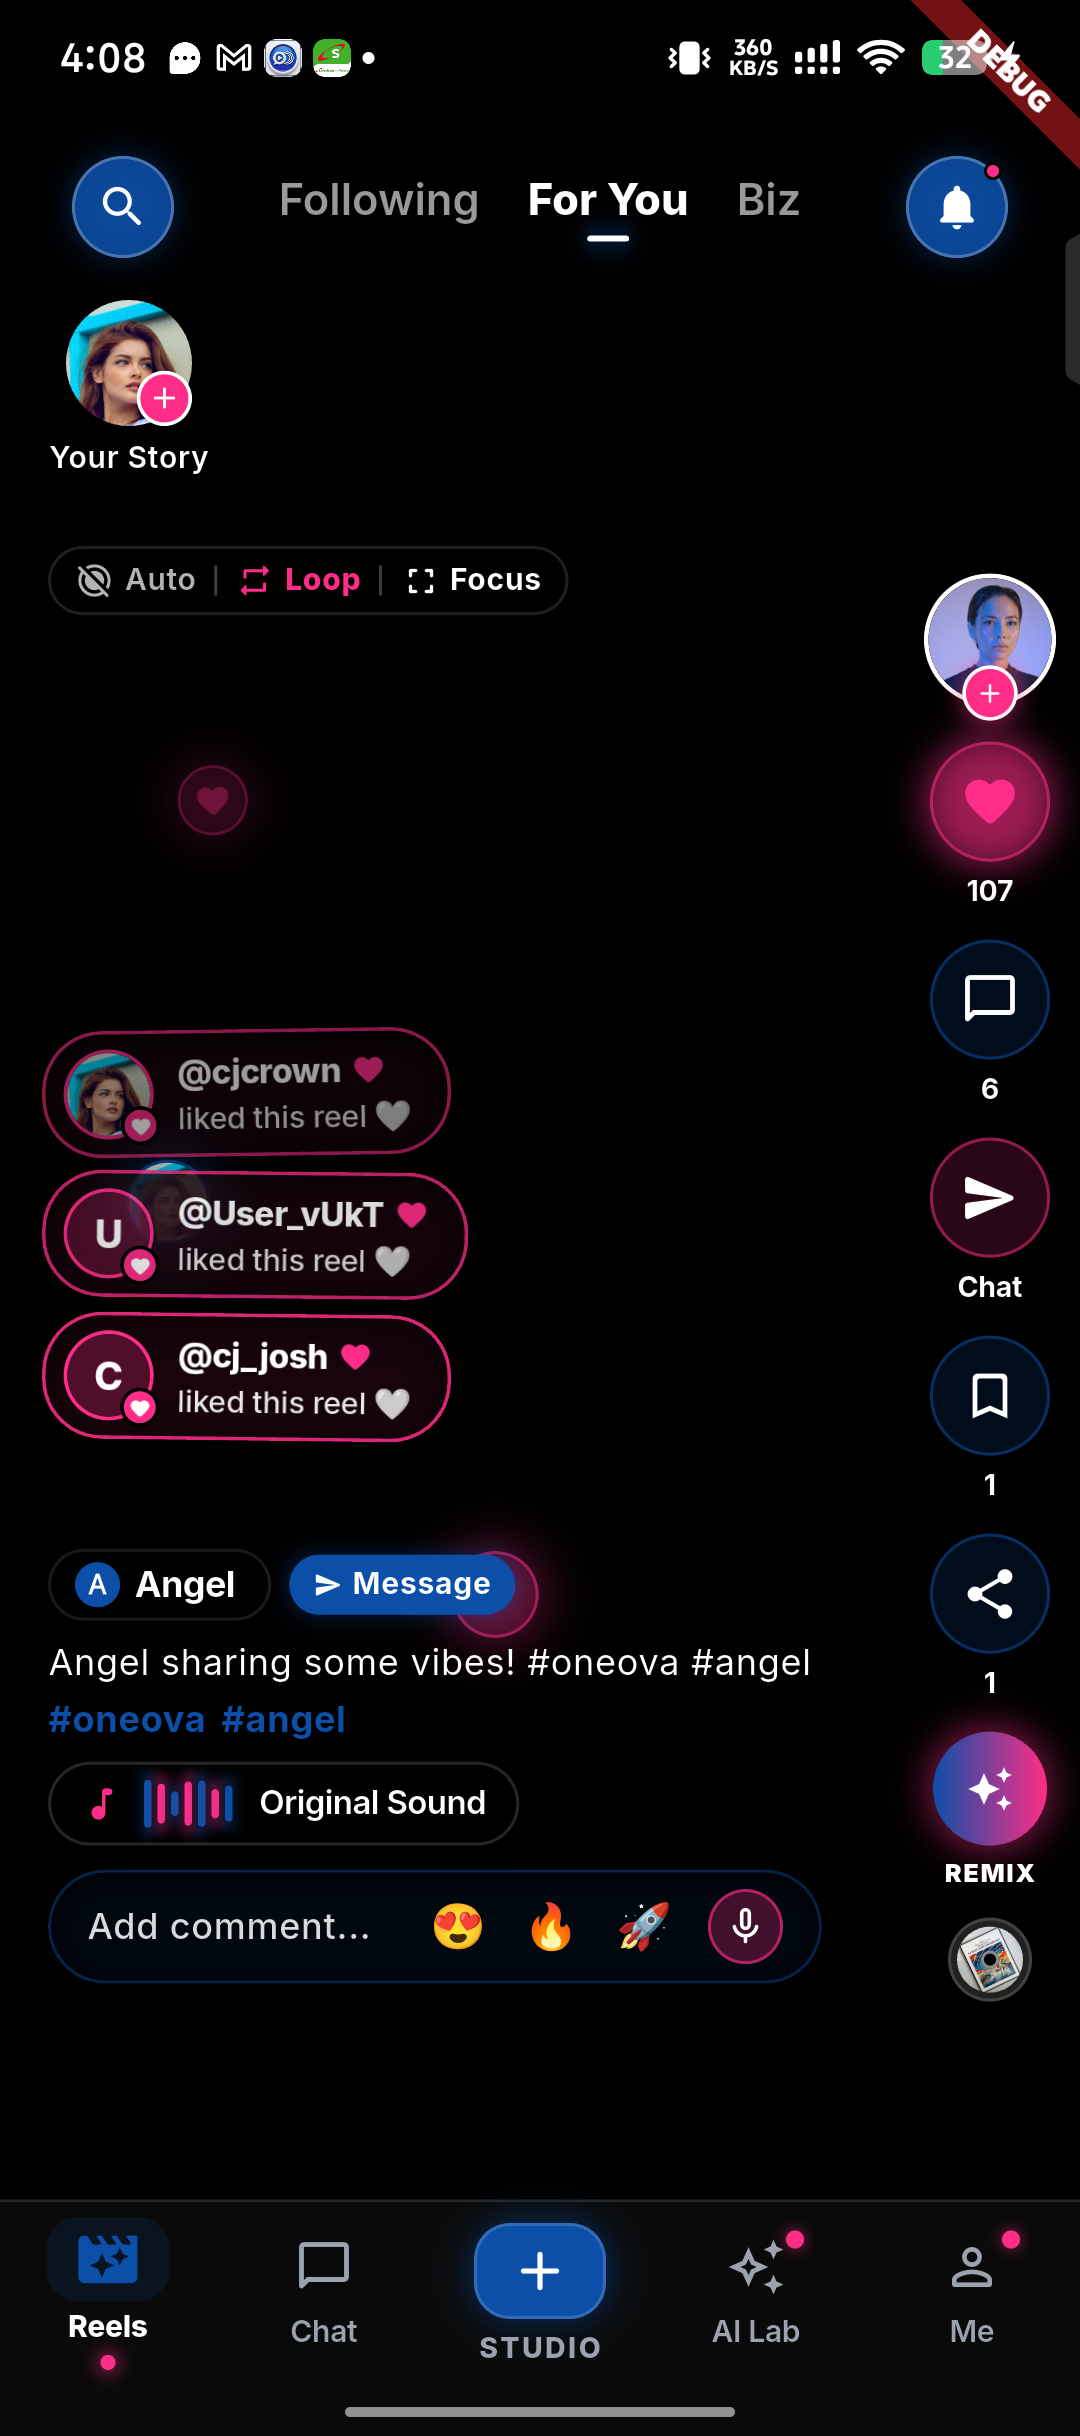 4:08
360
KB/S
32
DEBUG
Following
For You
Biz
Your Story
Auto
Loop
Focus
107
6
@cjcrown
liked this reel
U
@User_vUkT
liked this reel
C
@cj_josh
liked this reel
Chat
1
A
Angel
Message
1
Angel sharing some vibes! #oneova #angel
#oneova #angel
Original Sound
REMIX
Add comment...
Reels
Chat
STUDIO
AI Lab
Me